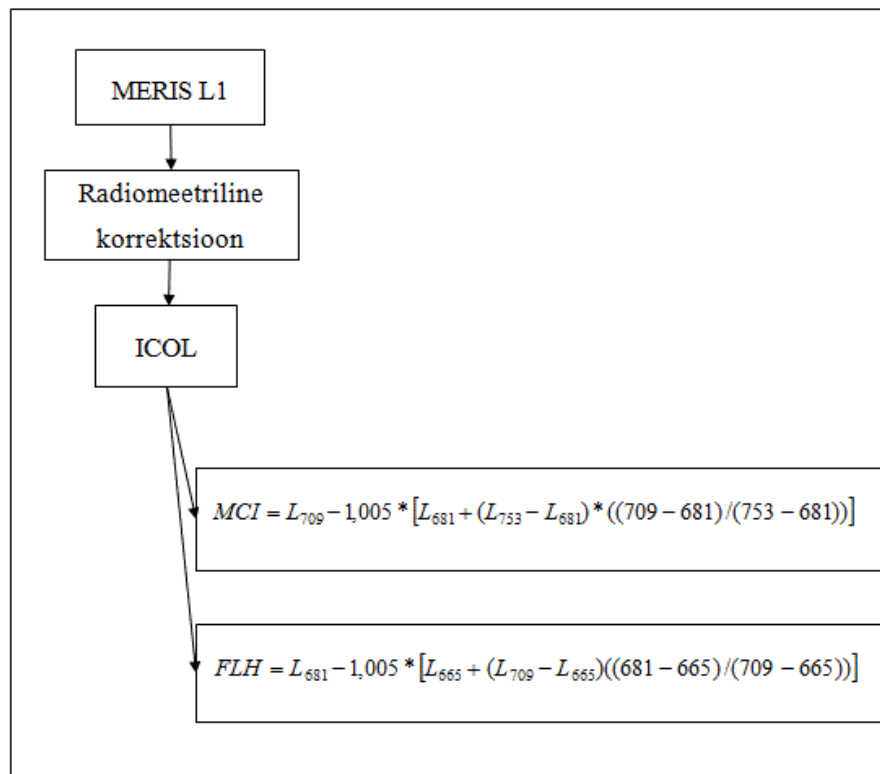 MERIS L1
Radiomeetriline
korrektsioon
ICOL
MCI = L₇₀₉ − 1,005 * [L₆₈₁ + (L₇₅₃ − L₆₈₁) * ((709 − 681) / (753 − 681))]
FLH = L₆₈₁ − 1,005 * [L₆₆₅ + (L₇₀₉ − L₆₆₅)((681 − 665) / (709 − 665))]